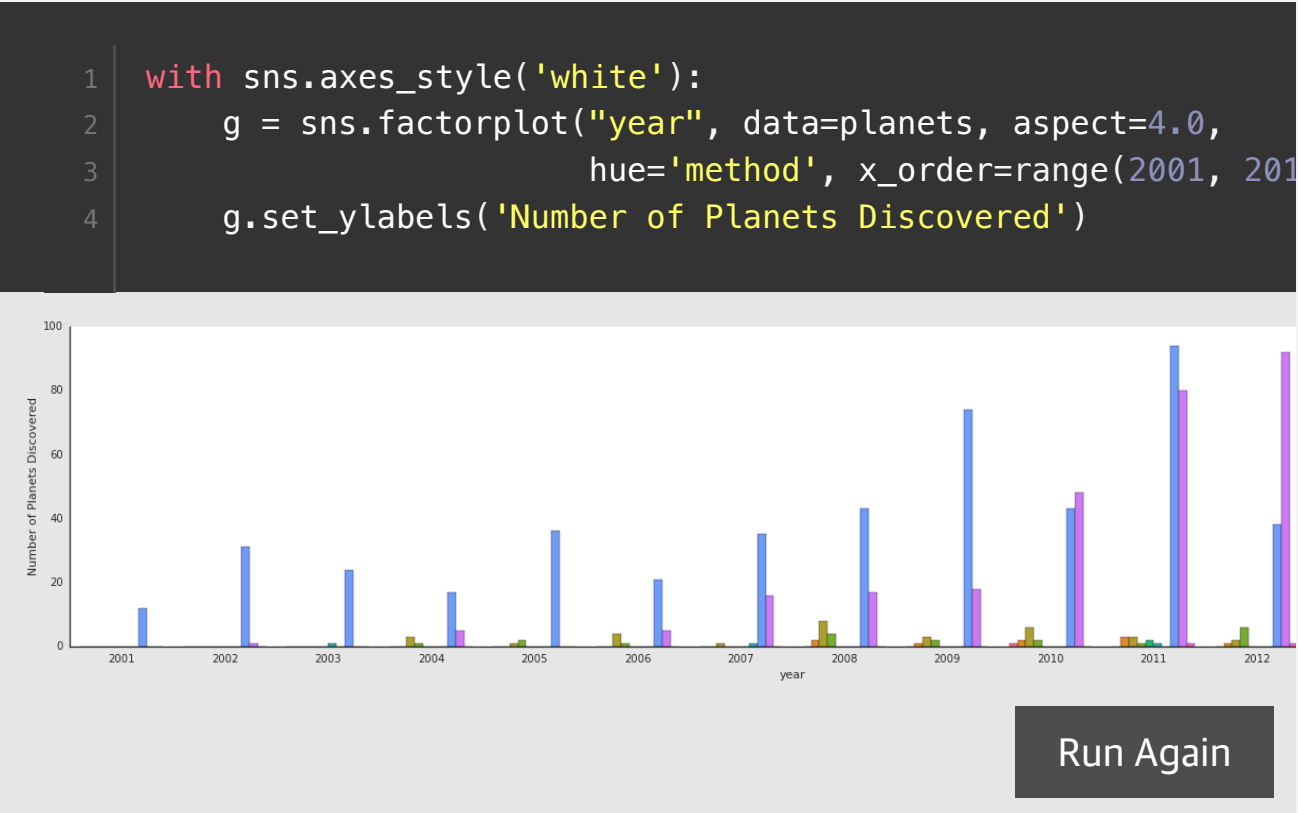 1 with sns.axes_style('white'):
2 g = sns.factorplot("year", data=planets, aspect=4.0,
3 hue='method', x_order=range(2001, 201
4 g.set_ylabels('Number of Planets Discovered')
100
80
60
40
20
0
Number of Planets Discovered
2001 2002 2003 2004 2005 2006 2007 2008 2009 2010 2011 2012
year
Run Again